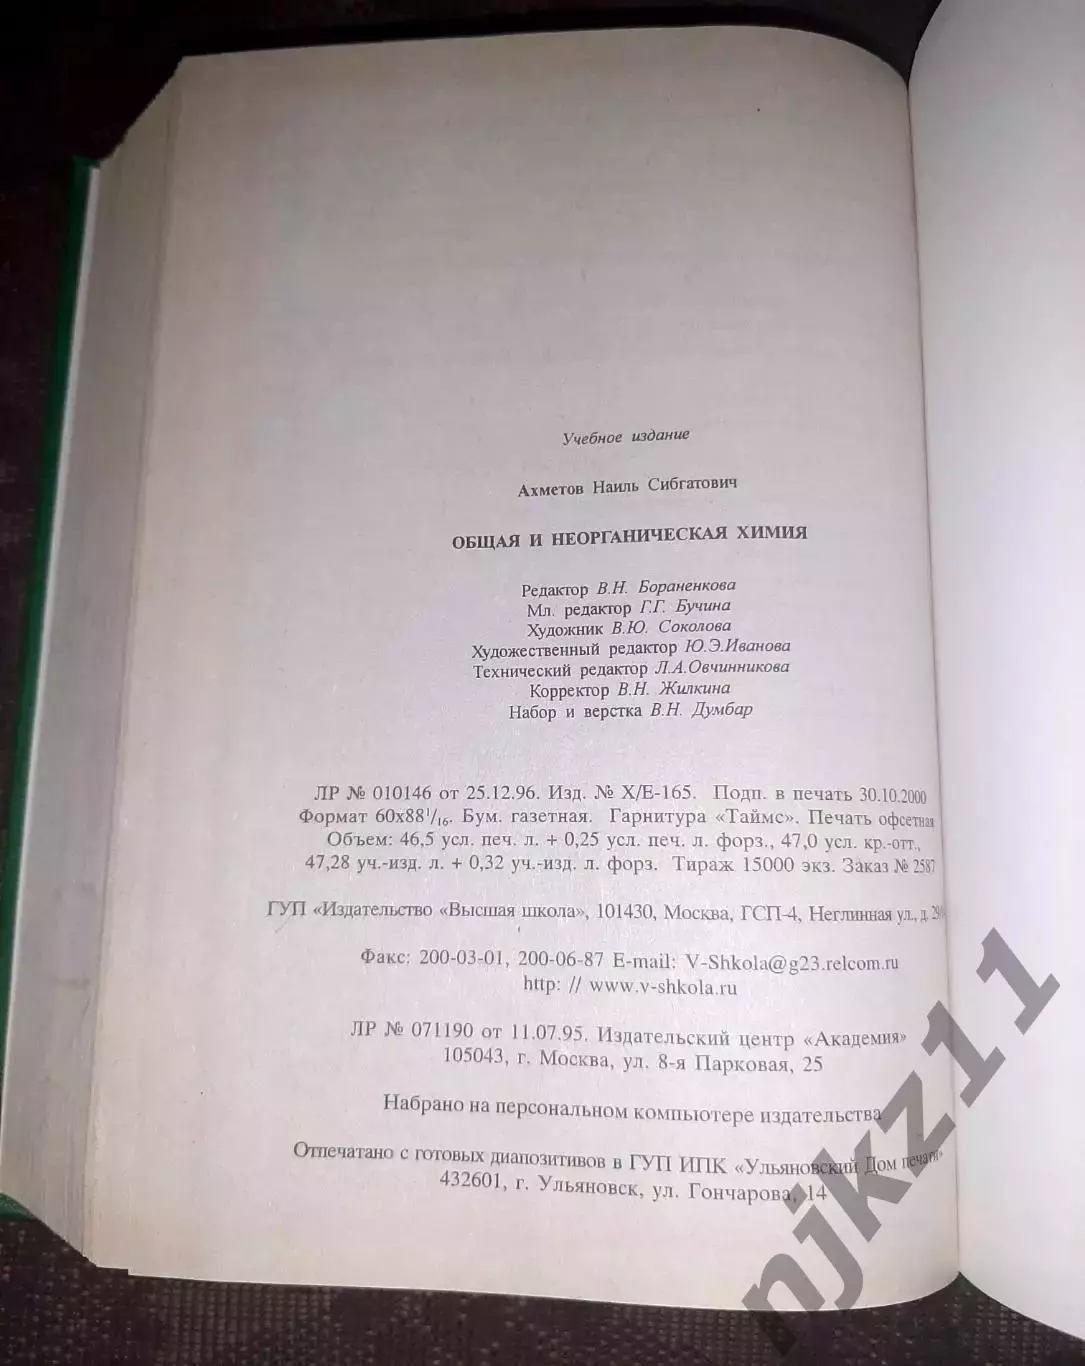 Учебное издание
Ахметов Наиль Сибгатович
ОБЩАЯ И НЕОРГАНИЧЕСКАЯ ХИМИЯ
Редактор В.Н. Бораненкова
Мл. редактор Г.Г. Бучина
Художник В.Ю. Соколова
Художественный редактор Ю.Э.Иванова
Технический редактор Л.А.Овчинникова
Корректор В.Н. Жилкина
Набор и верстка В.Н. Думбар
ЛР № 010146 от 25.12.96. Изд. № Х/Е-165. Подп. в печать 30.10.2000
Формат 60х88 1/16. Бум. газетная. Гарнитура «Таймс». Печать офсетная
Объем: 46,5 усл. печ. л. + 0,25 усл. печ. л. форз., 47,0 усл. кр.-отт.,
47,28 уч.-изд. л. + 0,32 уч.-изд. л. форз. Тираж 15000 экз. Заказ № 2587
ГУП «Издательство «Высшая школа», 101430, Москва, ГСП-4, Неглинная ул., д.
Факс: 200-03-01, 200-06-87 E-mail: V-Shkola@g23.relcom.ru
http: // www.v-shkola.ru
ЛР № 071190 от 11.07.95. Издательский центр «Академия»
105043, г. Москва, ул. 8-я Парковая, 25
Набрано на персональном компьютере издательства
Отпечатано с готовых диапозитивов в ГУП ИПК «Ульяновский Дом печати»
432601, г. Ульяновск, ул. Гончарова, 14
njkz11